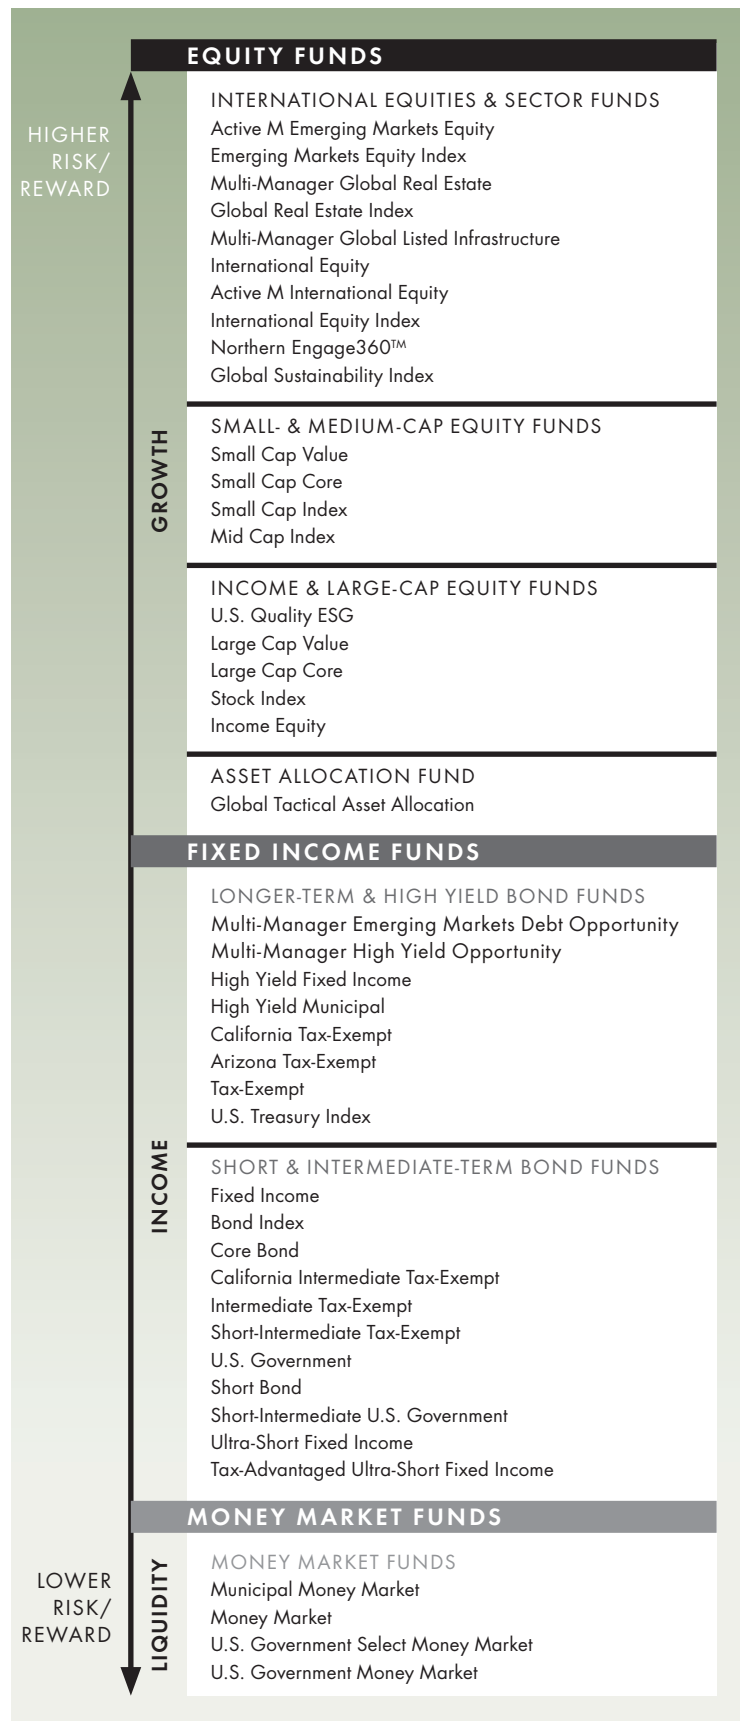 EQUITY FUNDS
HIGHER
RISK/
REWARD
GROWTH
INTERNATIONAL EQUITIES & SECTOR FUNDS
Active M Emerging Markets Equity
Emerging Markets Equity Index
Multi-Manager Global Real Estate
Global Real Estate Index
Multi-Manager Global Listed Infrastructure
International Equity
Active M International Equity
International Equity Index
Northern Engage360™
Global Sustainability Index
SMALL- & MEDIUM-CAP EQUITY FUNDS
Small Cap Value
Small Cap Core
Small Cap Index
Mid Cap Index
INCOME & LARGE-CAP EQUITY FUNDS
U.S. Quality ESG
Large Cap Value
Large Cap Core
Stock Index
Income Equity
ASSET ALLOCATION FUND
Global Tactical Asset Allocation
FIXED INCOME FUNDS
INCOME
LONGER-TERM & HIGH YIELD BOND FUNDS
Multi-Manager Emerging Markets Debt Opportunity
Multi-Manager High Yield Opportunity
High Yield Fixed Income
High Yield Municipal
California Tax-Exempt
Arizona Tax-Exempt
Tax-Exempt
U.S. Treasury Index
SHORT & INTERMEDIATE-TERM BOND FUNDS
Fixed Income
Bond Index
Core Bond
California Intermediate Tax-Exempt
Intermediate Tax-Exempt
Short-Intermediate Tax-Exempt
U.S. Government
Short Bond
Short-Intermediate U.S. Government
Ultra-Short Fixed Income
Tax-Advantaged Ultra-Short Fixed Income
MONEY MARKET FUNDS
LOWER
RISK/
REWARD
LIQUIDITY
MONEY MARKET FUNDS
Municipal Money Market
Money Market
U.S. Government Select Money Market
U.S. Government Money Market